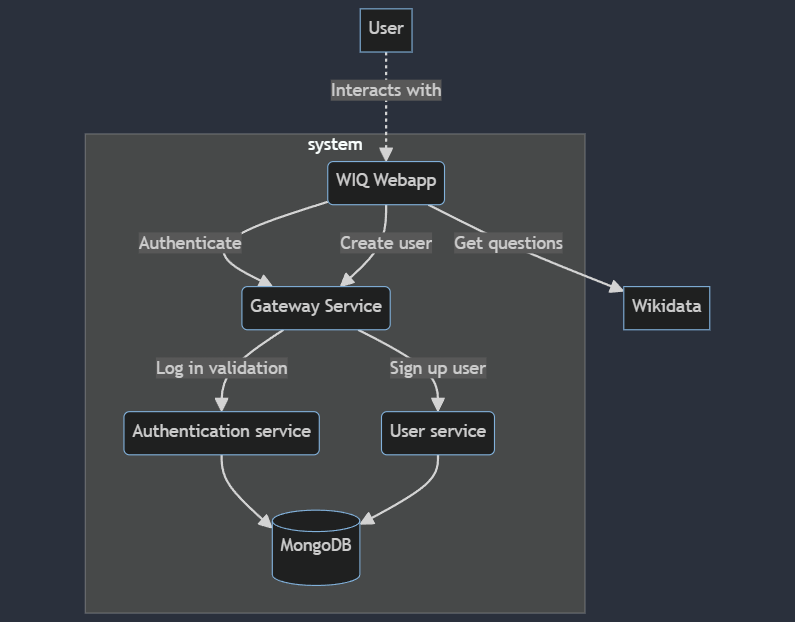 User
Interacts with
system
WIQ Webapp
Authenticate
Create user
Get questions
Gateway Service
Wikidata
Log in validation
Sign up user
Authentication service
User service
MongoDB